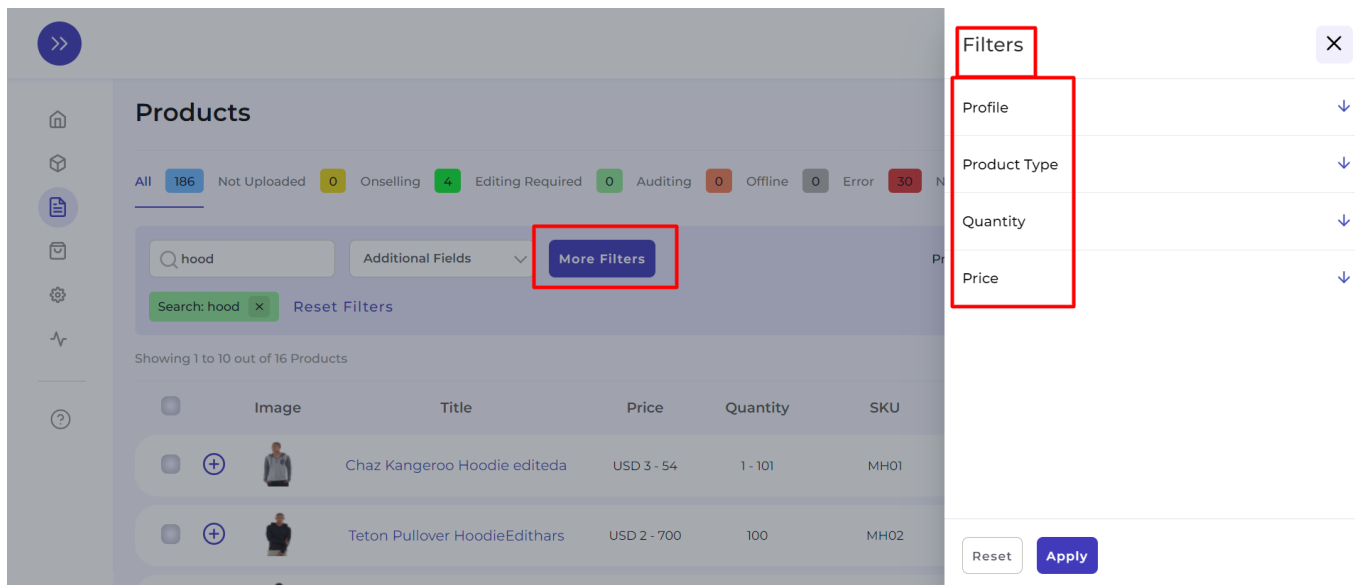 Filters
Profile
Product Type
Quantity
Price
Reset Apply
Products
All 186 Not Uploaded 0 Onselling 4 Editing Required 0 Auditing 0 Offline 0 Error 30 N
hood Additional Fields More Filters Pr
Search: hood Reset Filters
Showing 1 to 10 out of 16 Products
Image Title Price Quantity SKU
Chaz Kangeroo Hoodie editeda USD 3 - 54 1 - 101 MH01
Teton Pullover HoodieEdithars USD 2 - 700 100 MH02